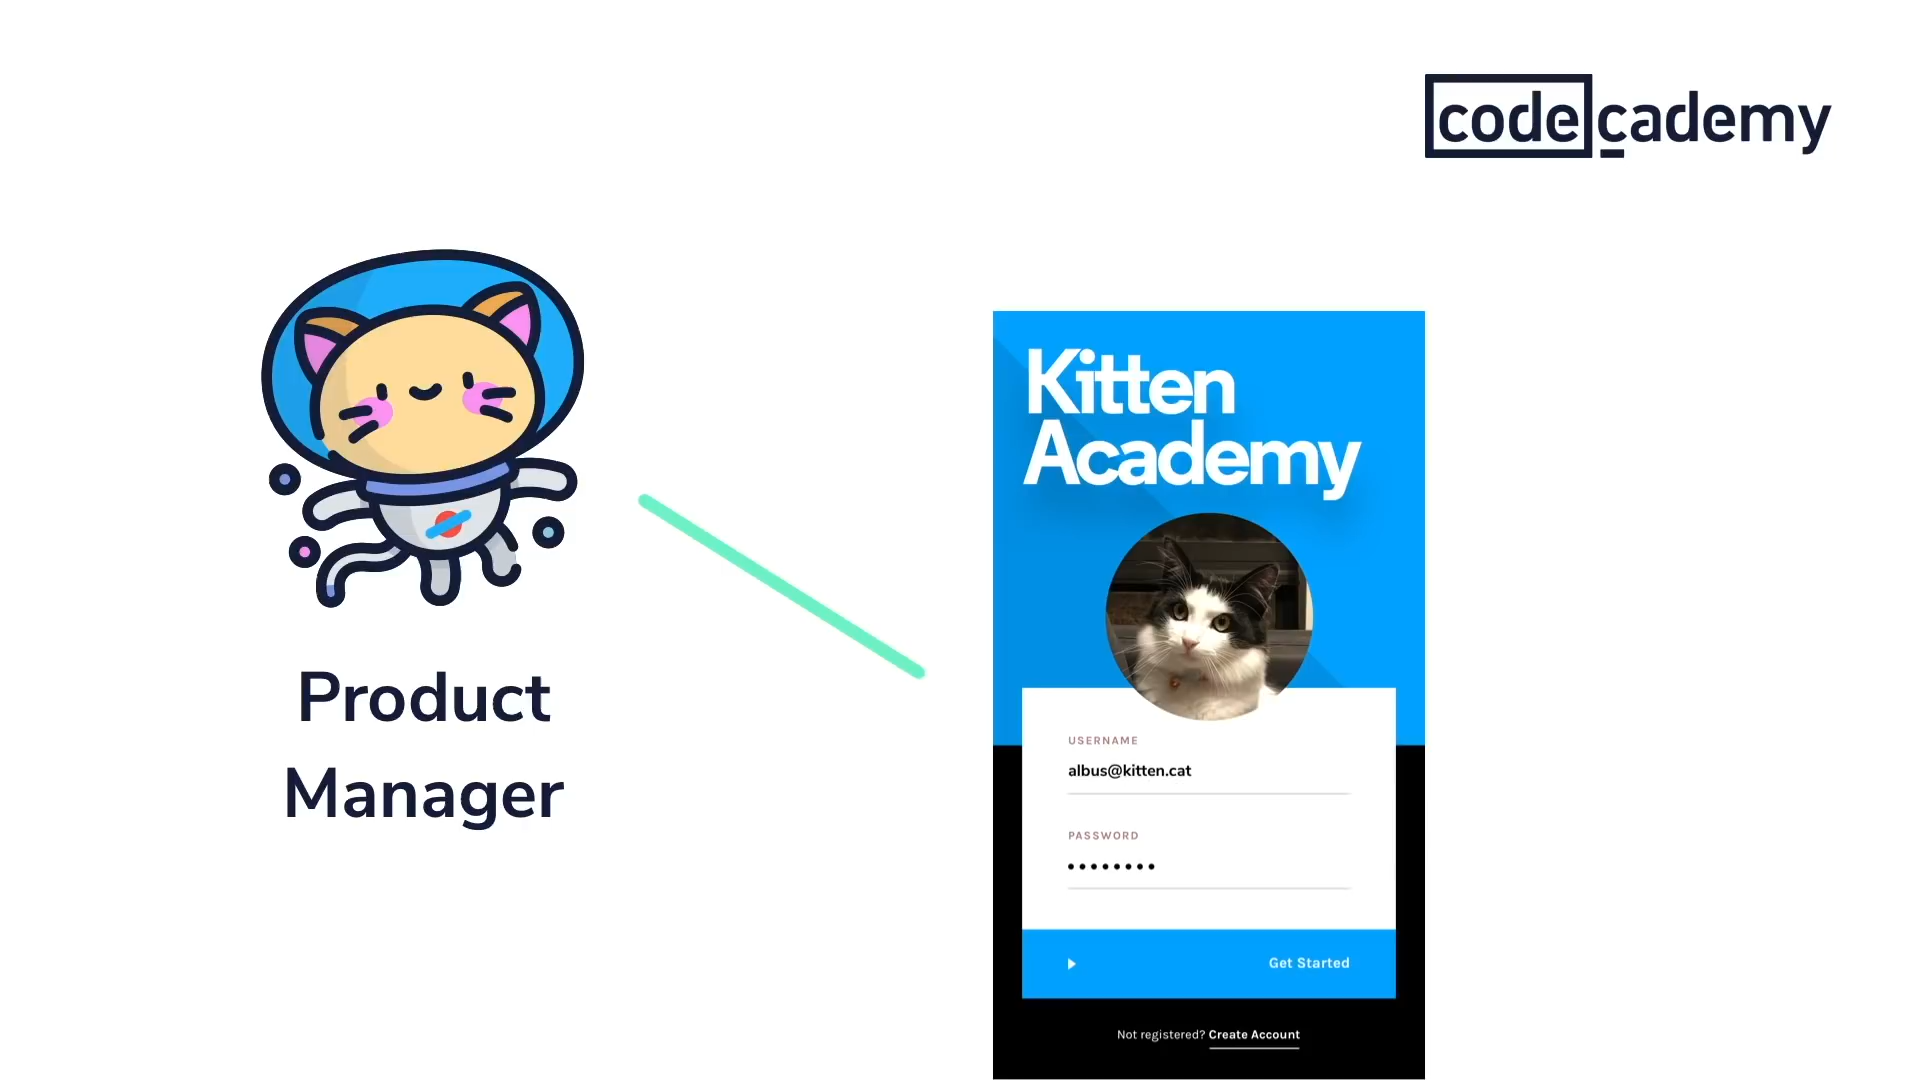 codecademy
Product
Manager
Kitten
Academy
USERNAME
albus@kitten.cat
PASSWORD
••••••••
Get Started
Not registered? Create Account